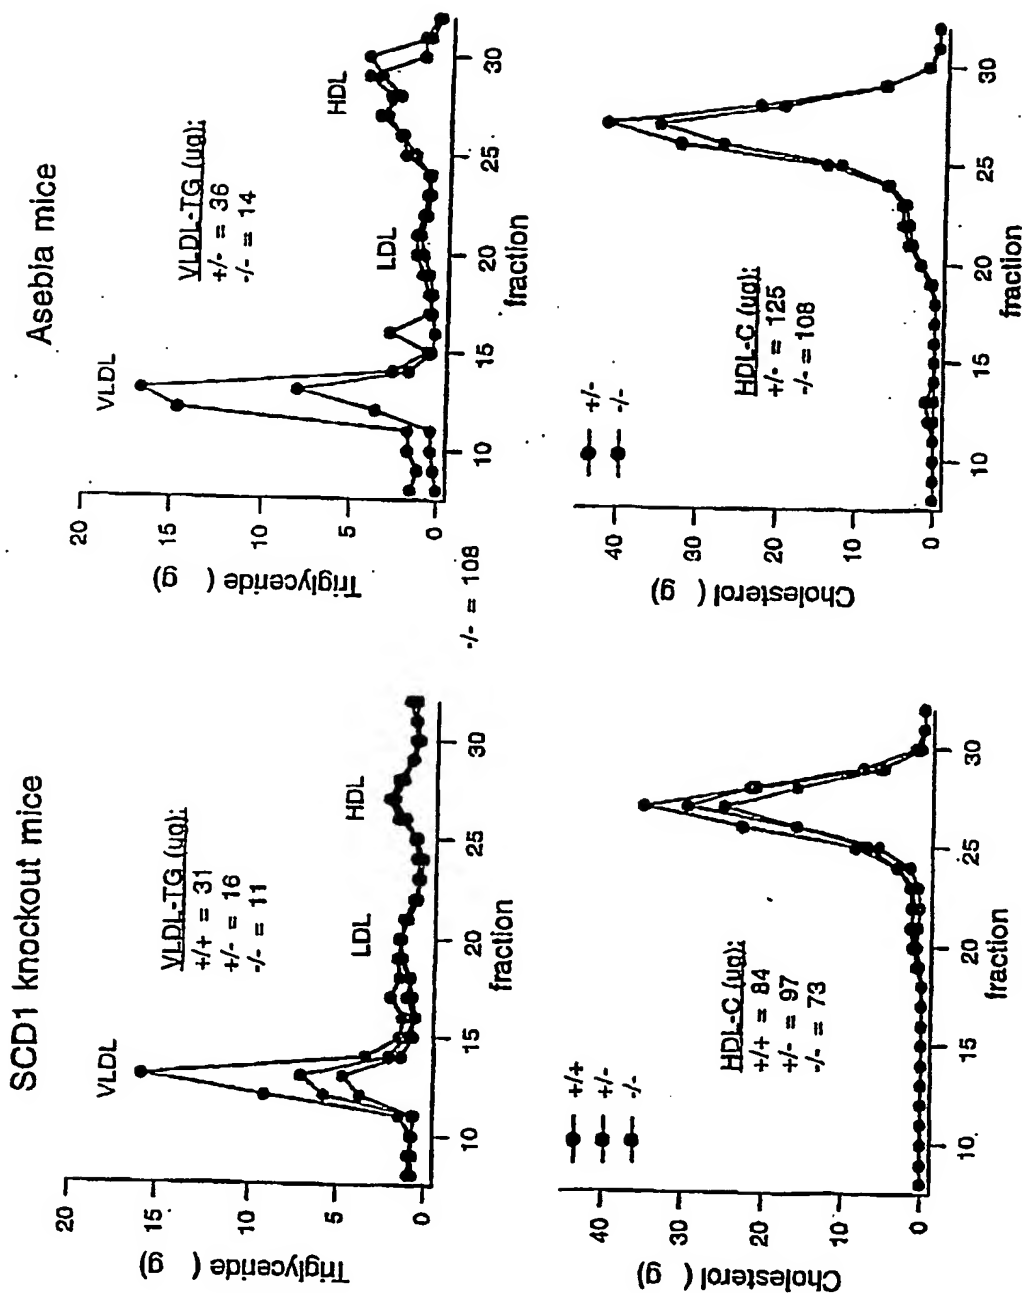 SCD1 knockout mice
VLDL
VLDL-TG (ug):
+/+ = 31
+/- = 16
-/- = 11
LDL
HDL
Triglyceride ( g)
20
15
10
5
0
10
15
20
25
30
fraction
+/+
+/-
-/-
HDL-C (ug):
+/+ = 84
+/- = 97
-/- = 73
Cholesterol ( g)
40
30
20
10
0
10
15
20
25
30
fraction
Asebia mice
VLDL
VLDL-TG (ug):
+/- = 36
-/- = 14
LDL
HDL
Triglyceride ( g)
20
15
10
5
0
10
15
20
25
30
fraction
-/- = 108
+/-
-/-
HDL-C (ug):
+/- = 125
-/- = 108
Cholesterol ( g)
40
30
20
10
0
10
15
20
25
30
fraction